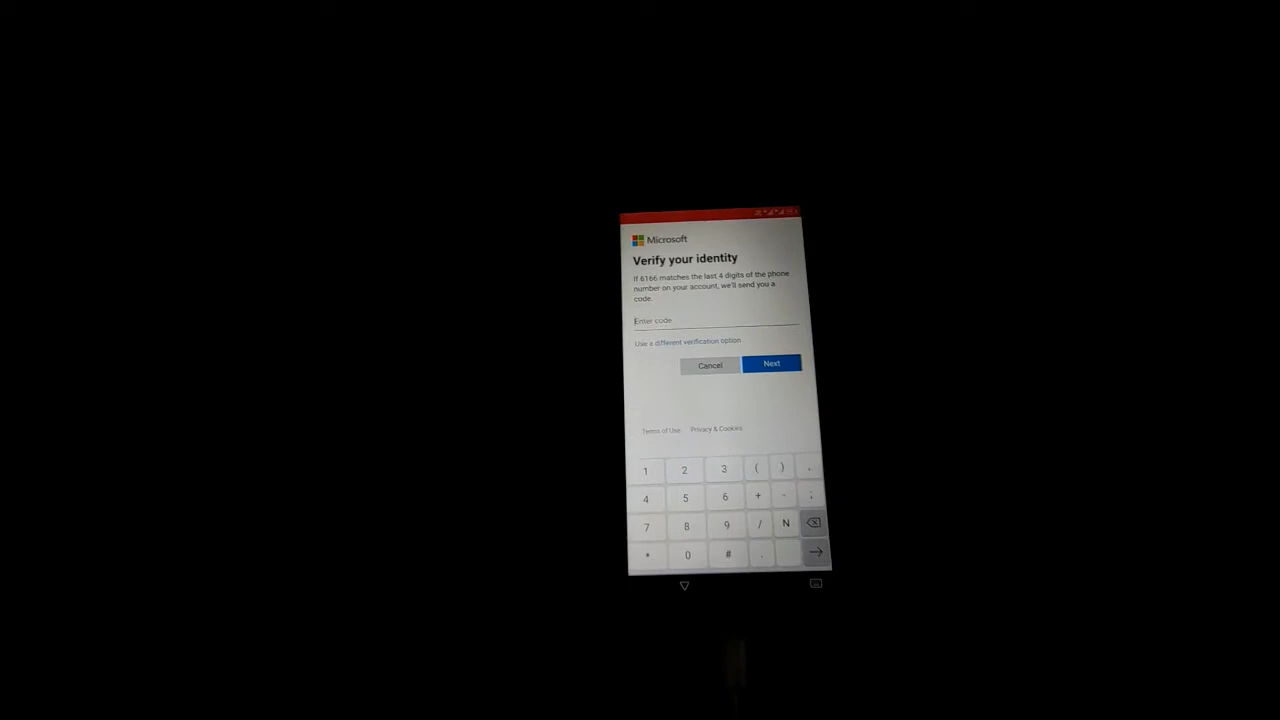 Microsoft
Verify your identity
If 6166 matches the last 4 digits of the phone
number on your account, we'll send you a
code.
Enter code
Use a different verification option
Cancel Next
Terms of Use Privacy & Cookies
1 2 3 ( ) ,
4 5 6 + - ;
7 8 9 / N
* 0 # .